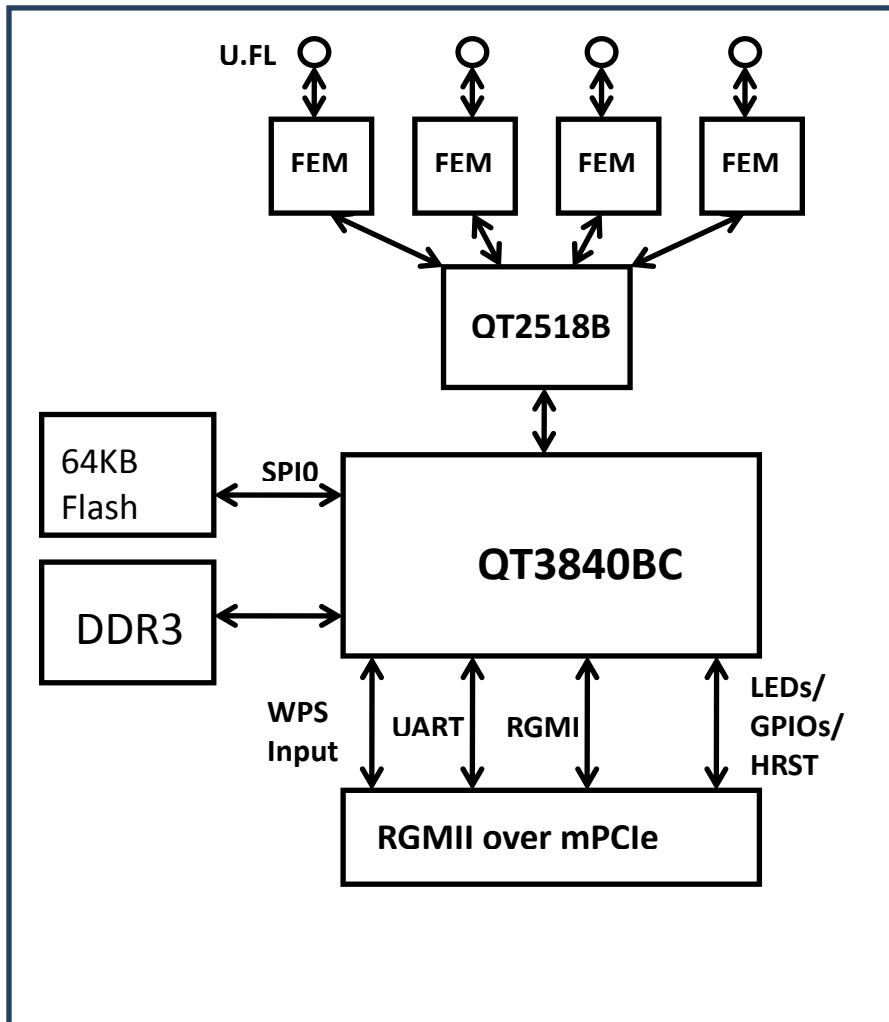 U.FL
FEM
FEM
FEM
FEM
QT2518B
64KB
Flash
SPI0
QT3840BC
DDR3
WPS
Input
UART
RGMI
LEDs/
GPIOs/
HRST
RGMII over mPCIe